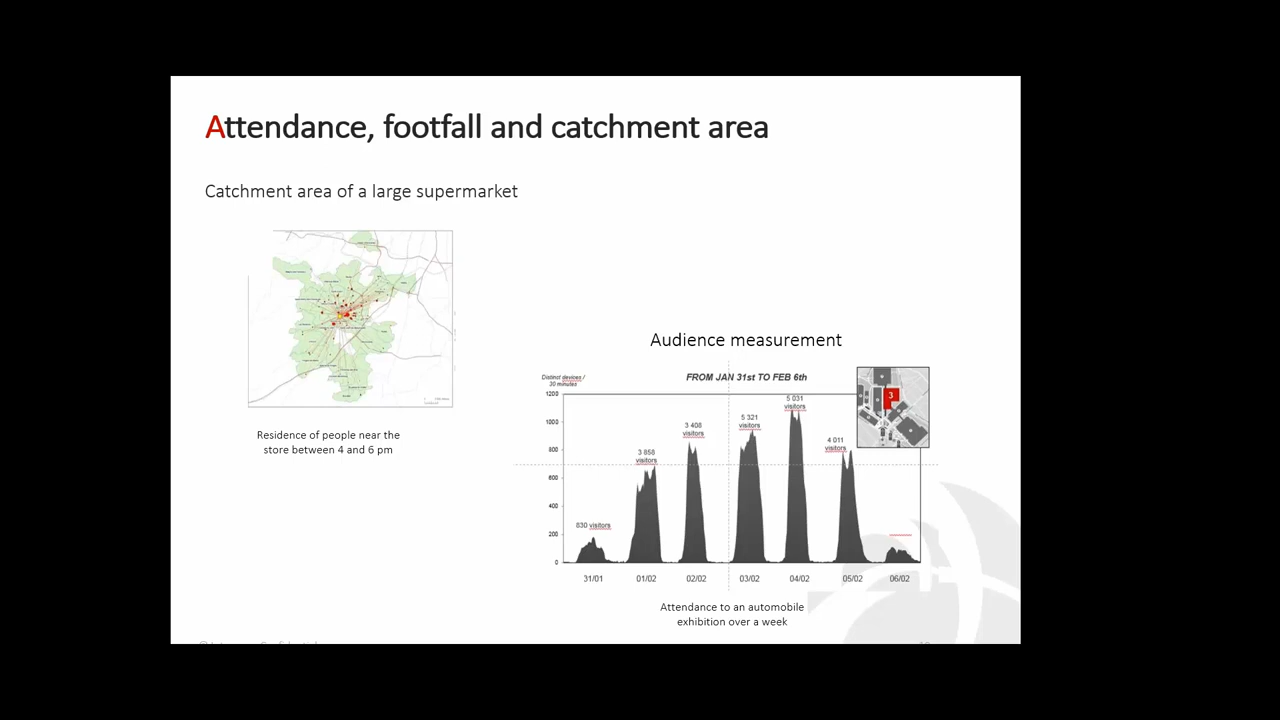 Attendance, footfall and catchment area
Catchment area of a large supermarket
Residence of people near the
store between 4 and 6 pm
Audience measurement
Distinct devices /
30 minutes
FROM JAN 31st TO FEB 6th
3
1200
1000
800
600
400
200
0
830 visitors
3 858
visitors
3 408
visitors
5 321
visitors
5 031
visitors
4 011
visitors
31/01
01/02
02/02
03/02
04/02
05/02
06/02
Attendance to an automobile
exhibition over a week